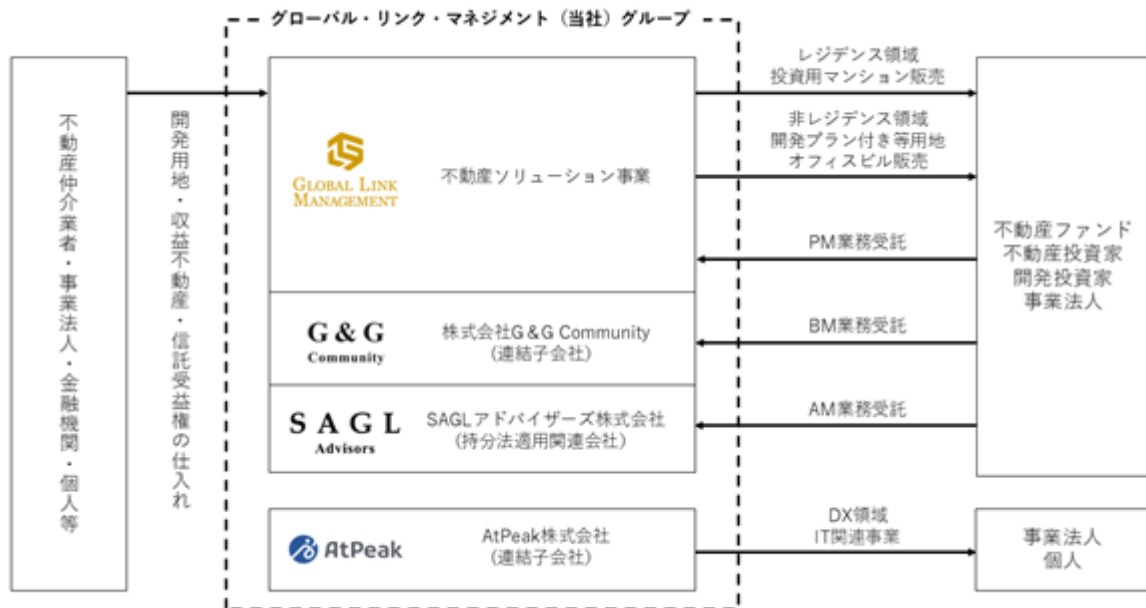 グローバル・リンク・マネジメント（当社）グループ
不動産仲介業者・事業法人・金融機関・個人等
開発用地・収益不動産・信託受益権の仕入れ
GLOBAL LINK
MANAGEMENT
不動産ソリューション事業
G & G
Community
株式会社G&G Community
(連結子会社)
SAGL
Advisors
SAGLアドバイザーズ株式会社
(持分法適用関連会社)
AtPeak
AtPeak株式会社
(連結子会社)
レジデンス領域
投資用マンション販売
非レジデンス領域
開発プラン付き等用地
オフィスビル販売
PM業務受託
BM業務受託
AM業務受託
DX領域
IT関連事業
不動産ファンド
不動産投資家
開発投資家
事業法人
事業法人
個人